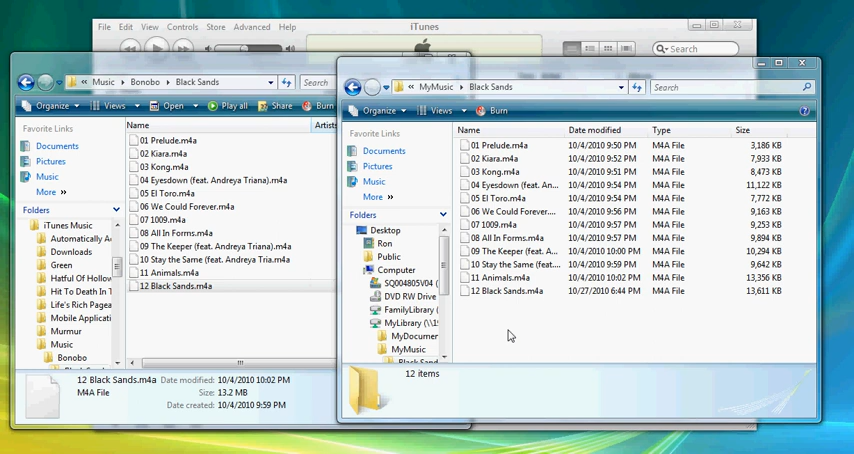 File Edit View Controls Store Advanced Help
iTunes
Search
« Music Bonobo Black Sands
Search
Organize Views Open Play all Share Burn
Favorite Links
Documents
Pictures
Music
More »
Folders
iTunes Music
Automatically A
Downloads
Green
Hatful Of Hollow
Hit To Death In T
Life's Rich Pagea
Mobile Applicati
Murmur
Music
Bonobo
Name Artists
01 Prelude.m4a
02 Kiara.m4a
03 Kong.m4a
04 Eyesdown (feat. Andreya Triana).m4a
05 El Toro.m4a
06 We Could Forever.m4a
07 1009.m4a
08 All In Forms.m4a
09 The Keeper (feat. Andreya Triana).m4a
10 Stay the Same (feat. Andreya Tria.m4a
11 Animals.m4a
12 Black Sands.m4a
12 Black Sands.m4a Date modified: 10/4/2010 10:02 PM
M4A File Size: 13.2 MB
Date created: 10/4/2010 9:59 PM
« MyMusic Black Sands
Search
Organize Views Burn
Favorite Links
Documents
Pictures
Music
More »
Folders
Desktop
Ron
Public
Computer
SQ004805V04 (
DVD RW Drive
FamilyLibrary (
MyLibrary (\\1
MyDocumer
MyMusic
Black Sand
Name Date modified Type Size
01 Prelude.m4a 10/4/2010 9:50 PM M4A File 3,186 KB
02 Kiara.m4a 10/4/2010 9:52 PM M4A File 7,933 KB
03 Kong.m4a 10/4/2010 9:51 PM M4A File 8,473 KB
04 Eyesdown (feat. An... 10/4/2010 9:54 PM M4A File 11,122 KB
05 El Toro.m4a 10/4/2010 9:54 PM M4A File 7,772 KB
06 We Could Forever.... 10/4/2010 9:56 PM M4A File 9,163 KB
07 1009.m4a 10/4/2010 9:57 PM M4A File 9,253 KB
08 All In Forms.m4a 10/4/2010 9:57 PM M4A File 9,894 KB
09 The Keeper (feat. A... 10/4/2010 10:00 PM M4A File 10,294 KB
10 Stay the Same (feat.... 10/4/2010 9:59 PM M4A File 9,642 KB
11 Animals.m4a 10/4/2010 10:02 PM M4A File 13,356 KB
12 Black Sands.m4a 10/27/2010 6:44 PM M4A File 13,611 KB
12 items